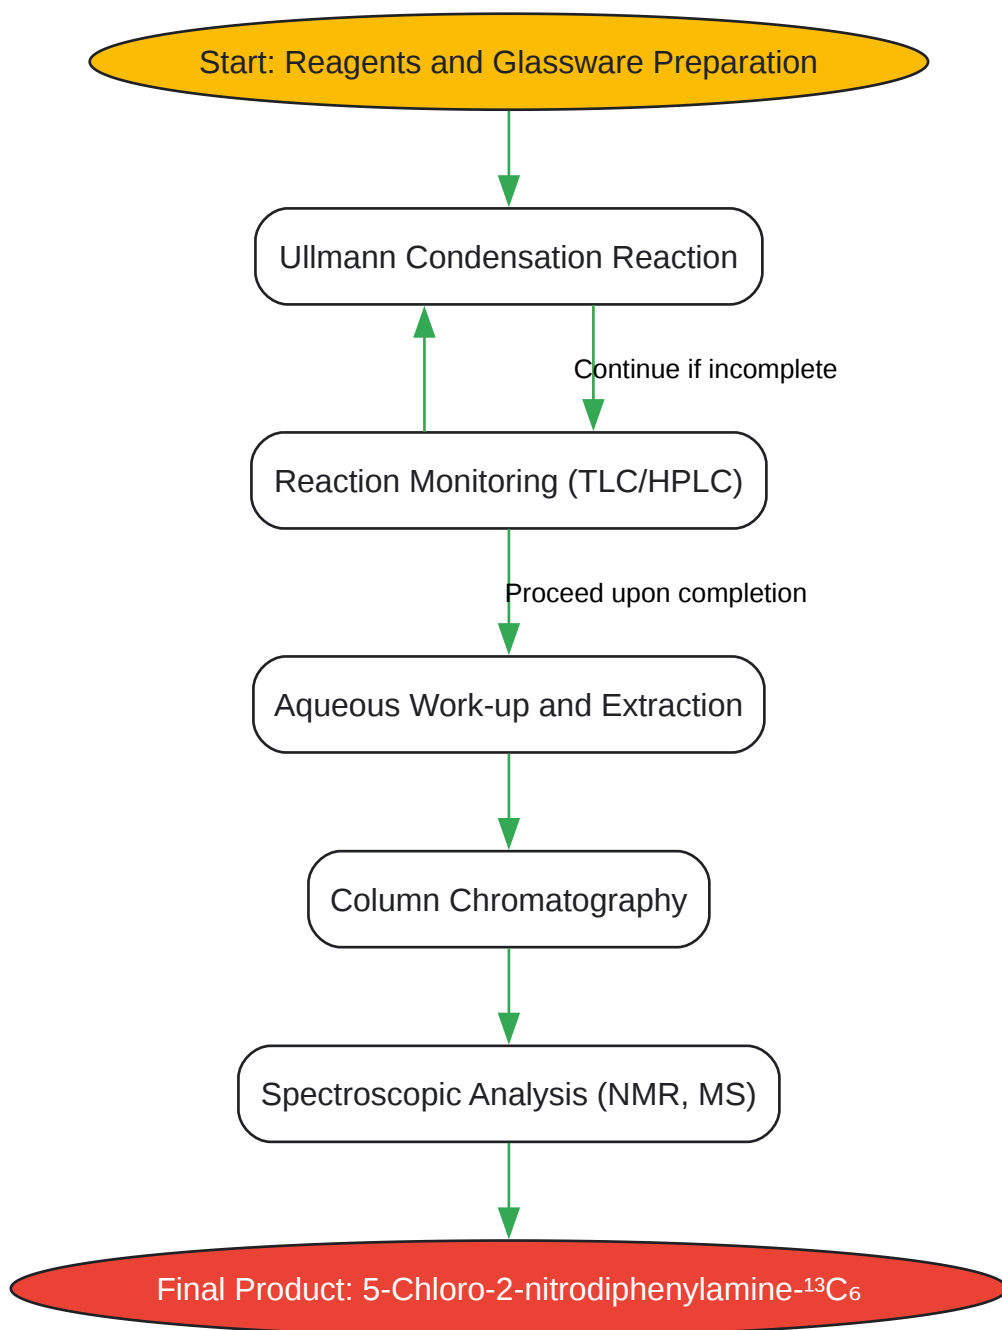 Start: Reagents and Glassware Preparation
Ullmann Condensation Reaction
Continue if incomplete
Reaction Monitoring (TLC/HPLC)
Proceed upon completion
Aqueous Work-up and Extraction
Column Chromatography
Spectroscopic Analysis (NMR, MS)
Final Product: 5-Chloro-2-nitrodiphenylamine-¹³C₆